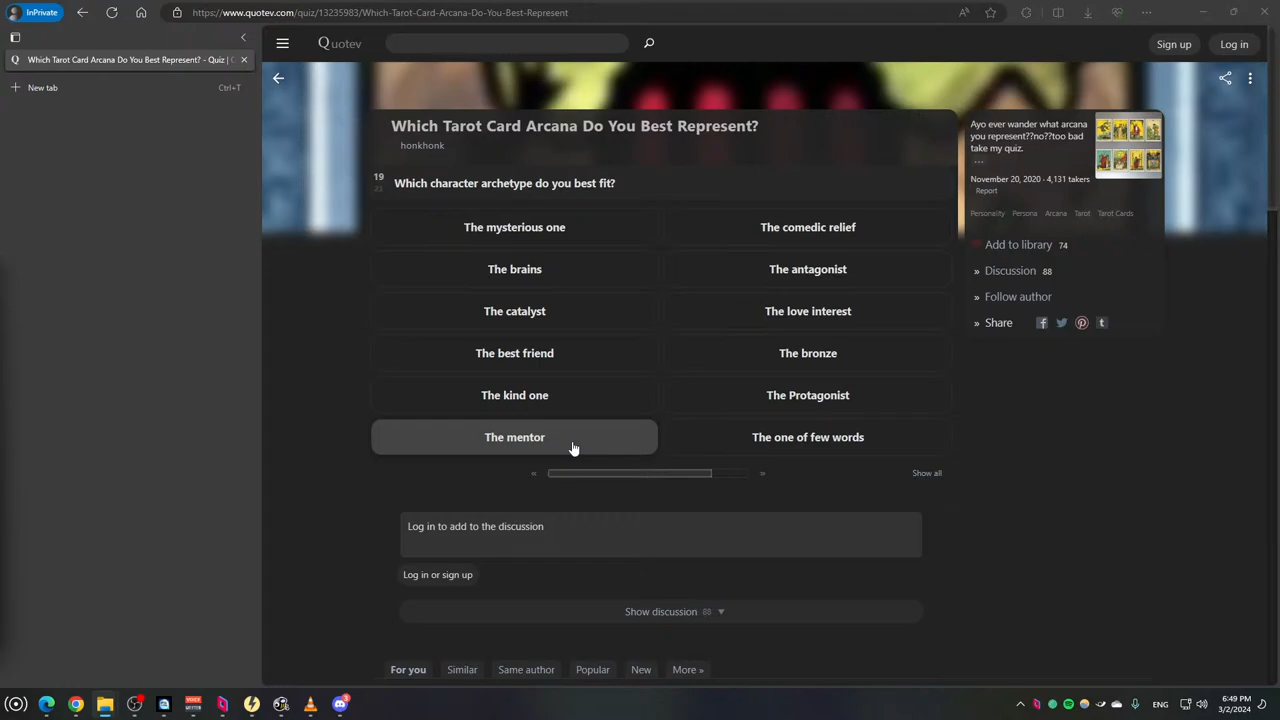 InPrivate
https://www.quotev.com/quiz/13235983/Which-Tarot-Card-Arcana-Do-You-Best-Represent
Q Which Tarot Card Arcana Do You Best Represent? - Quiz |
New tab Ctrl+T
Quotev
Sign up Log in
Which Tarot Card Arcana Do You Best Represent?
honkhonk
19
23
Which character archetype do you best fit?
The mysterious one
The comedic relief
The brains
The antagonist
The catalyst
The love interest
The best friend
The bronze
The kind one
The Protagonist
The mentor
The one of few words
« » Show all
Log in to add to the discussion
Log in or sign up
Show discussion 88 ▼
For you Similar Same author Popular New More »
Ayo ever wander what arcana
you represent??no??too bad
take my quiz.
...
November 20, 2020 · 4,131 takers
Report
Personality Persona Arcana Tarot Tarot Cards
Add to library 74
» Discussion 88
» Follow author
» Share
3
ENG
6:49 PM
3/2/2024